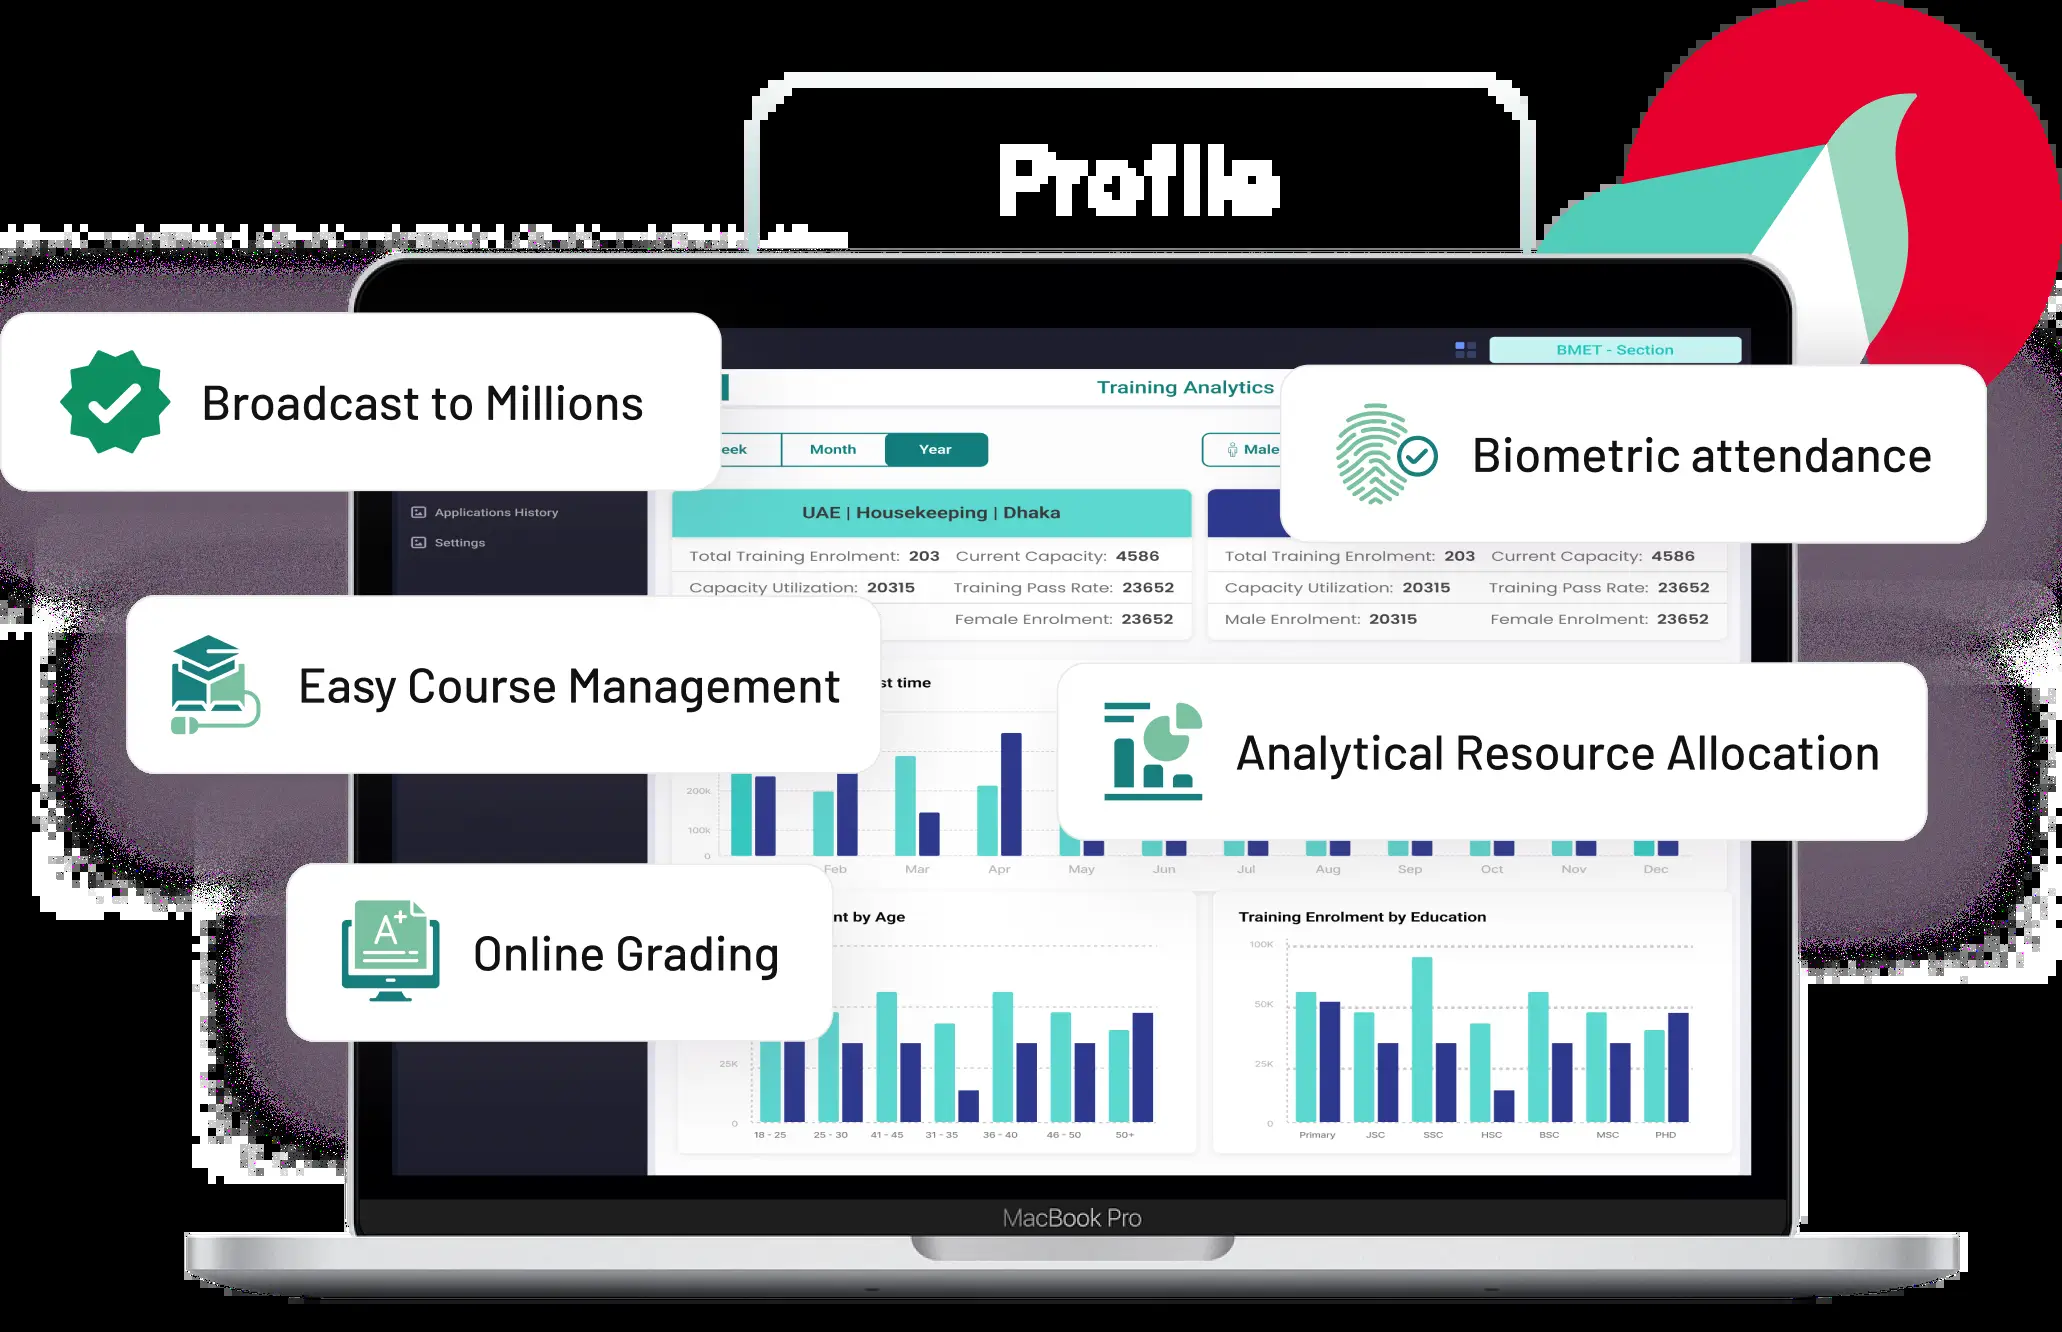 Profile
BMET - Section
Broadcast to Millions
Training Analytics
Month
Year
Male
Biometric attendance
Applications History
Settings
UAE | Housekeeping | Dhaka
Total Training Enrolment: 203 Current Capacity: 4586
Capacity Utilization: 20315 Training Pass Rate: 23652
Female Enrolment: 23652
Total Training Enrolment: 203 Current Capacity: 4586
Capacity Utilization: 20315 Training Pass Rate: 23652
Male Enrolment: 20315 Female Enrolment: 23652
Easy Course Management
time
Analytical Resource Allocation
200k
100k
0
Feb Mar Apr May Jun Jul Aug Sep Oct Nov Dec
A+
Online Grading
by Age
25K
0
18 - 25 25 - 30 41 - 45 31 - 35 36 - 40 46 - 50 50+
Training Enrolment by Education
100K
50K
25K
0
Primary JSC SSC HSC BSC MSC PHD
MacBook Pro